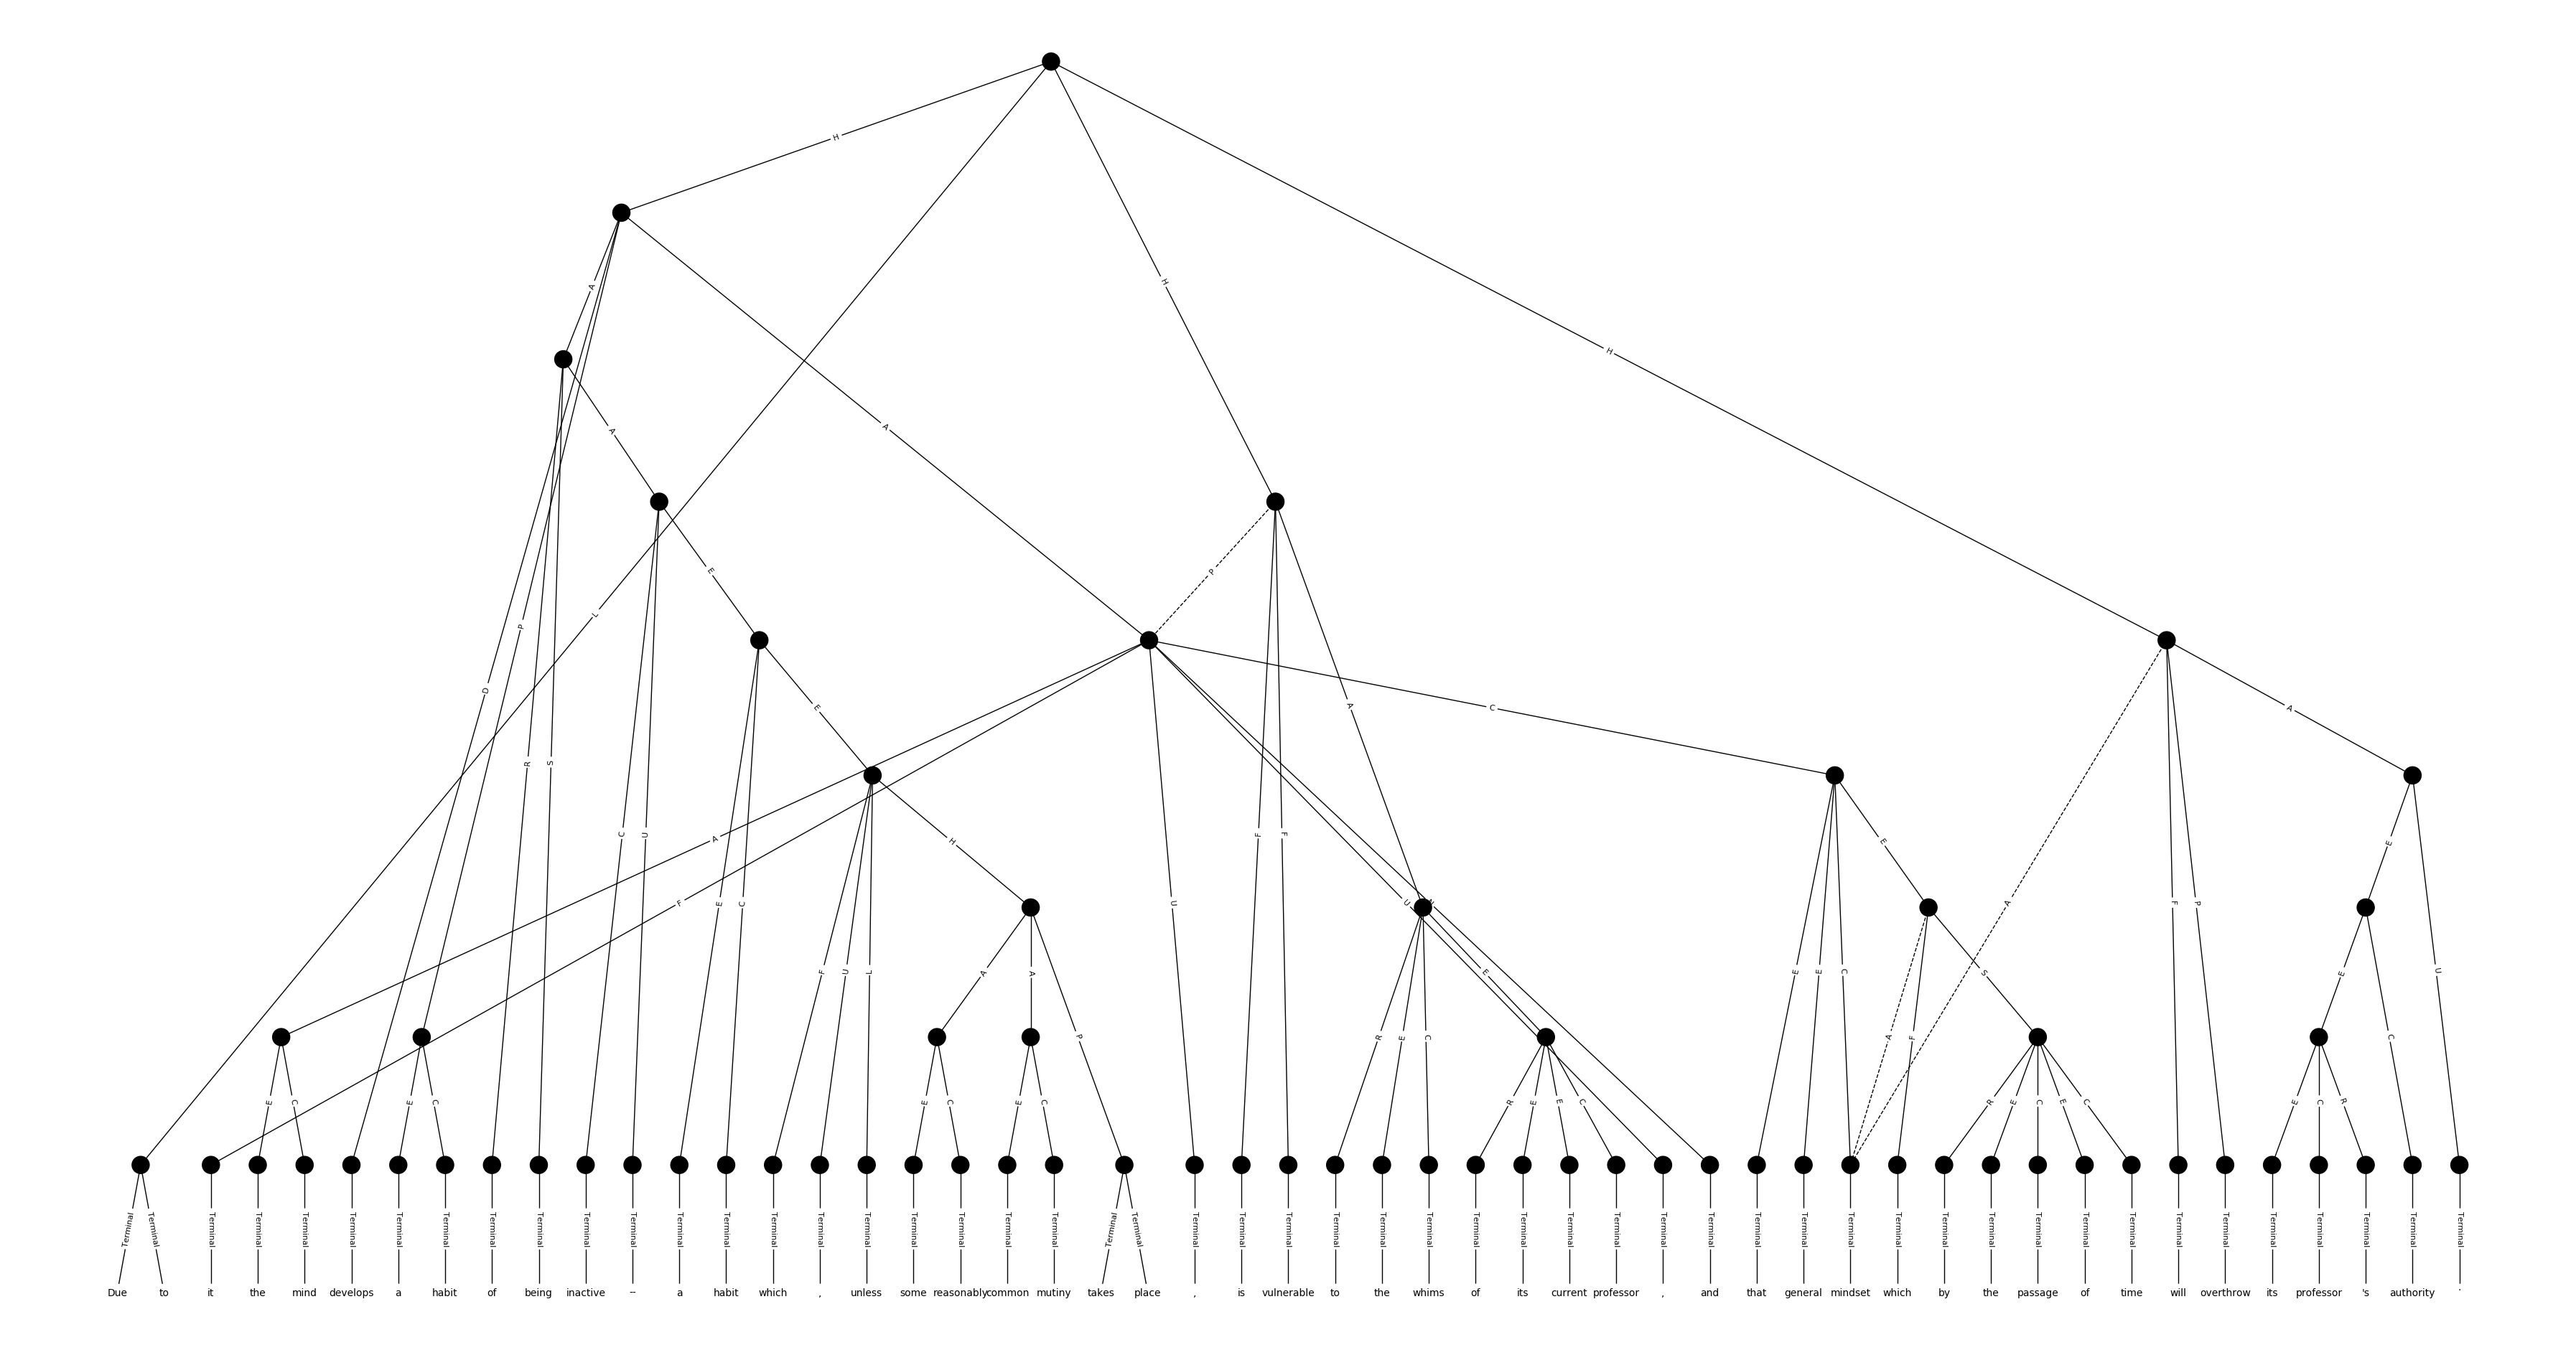 H
A
H
H
A
A
E
P
L
P
D
R
S
E
A
C
A
C
U
A
F
E
C
U
F
F
H
E
E
F
U
L
A
A
P
U
R
E
C
E
E
E
C
A
F
S
A
F
P
E
E
C
U
E
C
E
C
E
C
E
C
R
E
E
C
R
E
C
E
C
E
C
R
Terminal Terminal Terminal Terminal Terminal Terminal Terminal Terminal Terminal Terminal Terminal Terminal Terminal Terminal Terminal Terminal Terminal Terminal Terminal Terminal Terminal Terminal Terminal Terminal Terminal Terminal Terminal Terminal Terminal Terminal Terminal Terminal Terminal Terminal Terminal Terminal Terminal Terminal Terminal Terminal Terminal Terminal Terminal Terminal Terminal Terminal Terminal Terminal Terminal Terminal Terminal
Due to it the mind develops a habit of being inactive -- a habit which , unless some reasonably common mutiny takes place , is vulnerable to the whims of its current professor , and that general mindset which by the passage of time will overthrow its professor 's authority .